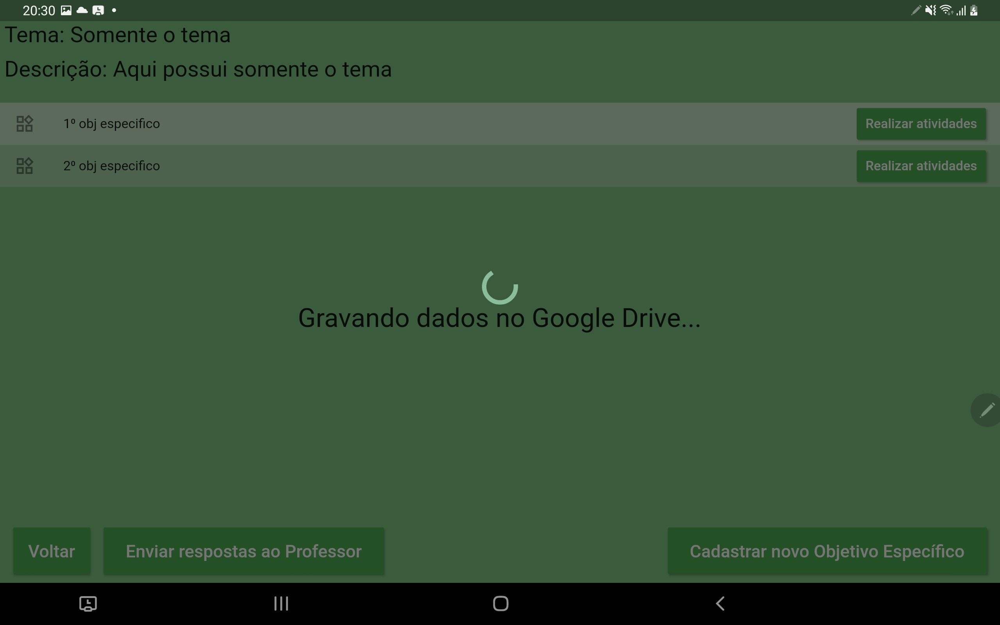 20:30
Tema: Somente o tema
Descrição: Aqui possui somente o tema
1º obj especifico
Realizar atividades
2º obj especifico
Realizar atividades
Gravando dados no Google Drive...
Voltar
Enviar respostas ao Professor
Cadastrar novo Objetivo Específico